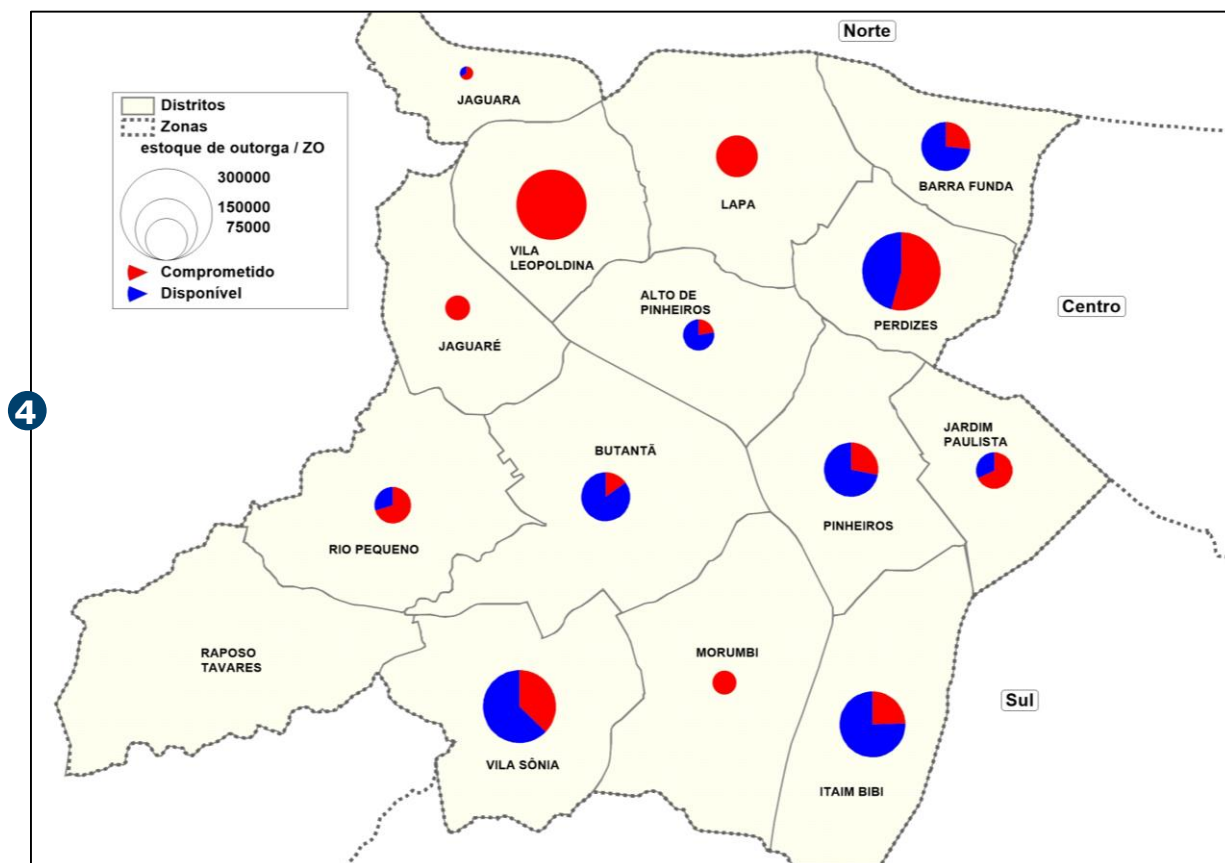 Norte
JAGUARA
Distritos
Zonas
estoque de outorga / ZO
300000
150000
75000
Comprometido
Disponível
BARRA FUNDA
LAPA
VILA
LEOPOLDINA
ALTO DE
PINHEIROS
PERDIZES
Centro
JAGUARÉ
4
JARDIM
PAULISTA
BUTANTÃ
PINHEIROS
RIO PEQUENO
RAPOSO
TAVARES
MORUMBI
Sul
VILA SÔNIA
ITAIM BIBI